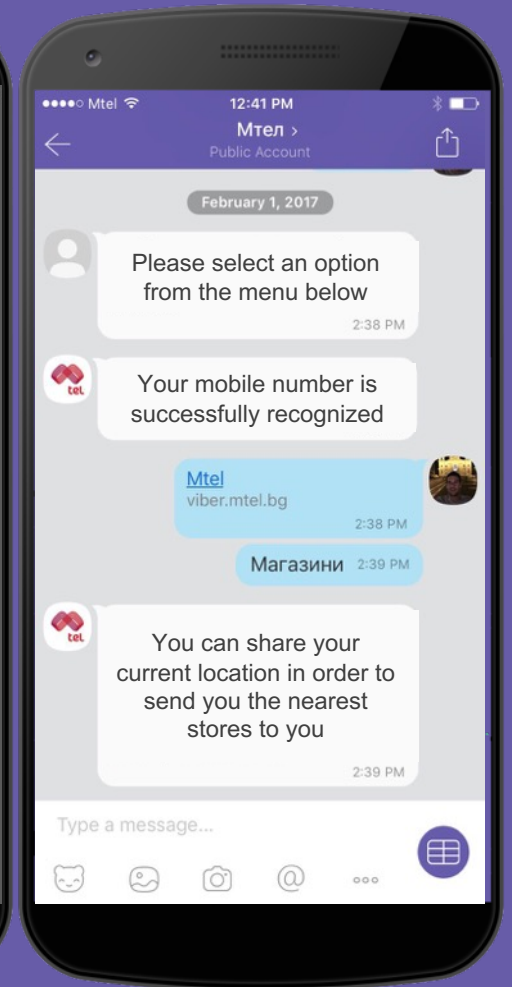 Mtel
12:41 PM
Мтел >
Public Account
February 1, 2017
Please select an option
from the menu below
2:38 PM
tel
Your mobile number is
successfully recognized
Mtel
viber.mtel.bg
2:38 PM
Магазини 2:39 PM
tel
You can share your
current location in order to
send you the nearest
stores to you
2:39 PM
Type a message...
@